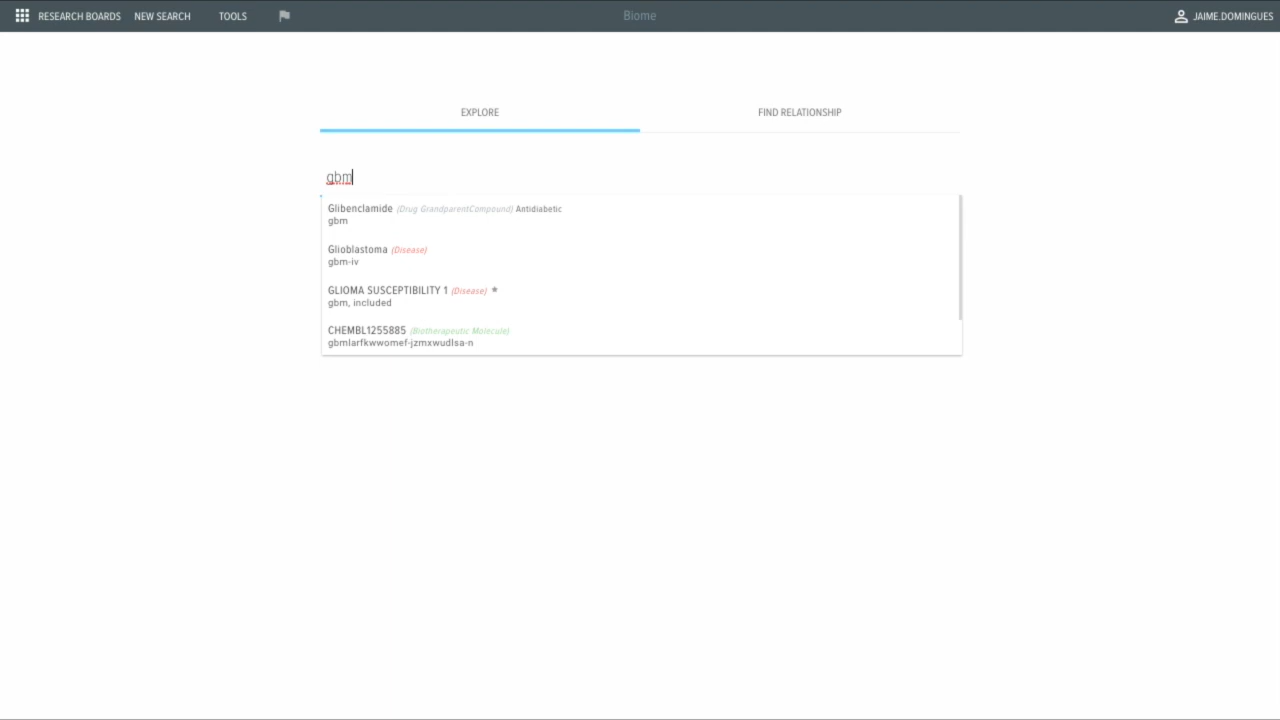 RESEARCH BOARDS NEW SEARCH TOOLS Biome JAIME.DOMINGUES
EXPLORE FIND RELATIONSHIP
gbm
Glibenclamide (Drug GrandparentCompound) Antidiabetic
gbm
Glioblastoma (Disease)
gbm-iv
GLIOMA SUSCEPTIBILITY 1 (Disease) *
gbm, included
CHEMBL1255885 (Biotherapeutic Molecule)
gbmlarfkwwomef-jzmxwudlsa-n